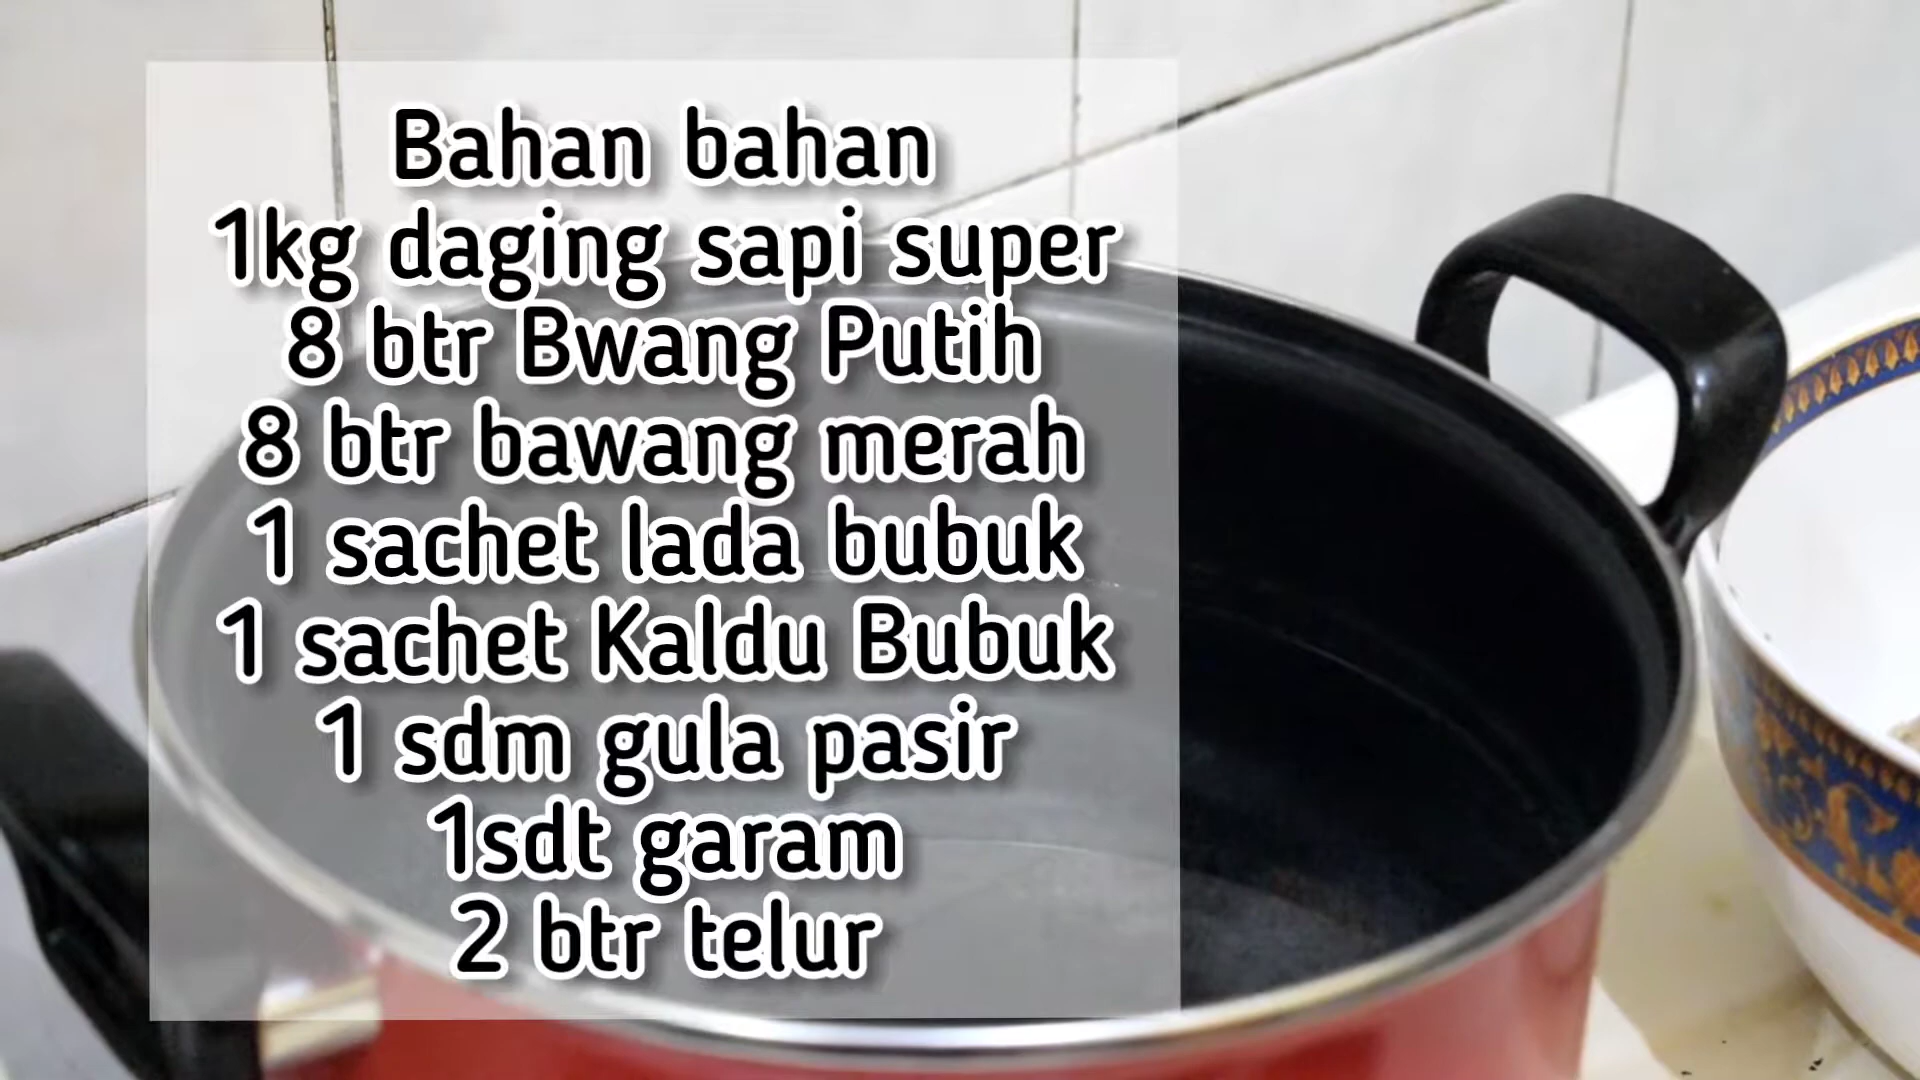 Bahan bahan
1kg daging sapi super
8 btr Bwang Putih
8 btr bawang merah
1 sachet lada bubuk
1 sachet Kaldu Bubuk
1 sdm gula pasir
1sdt garam
2 btr telur